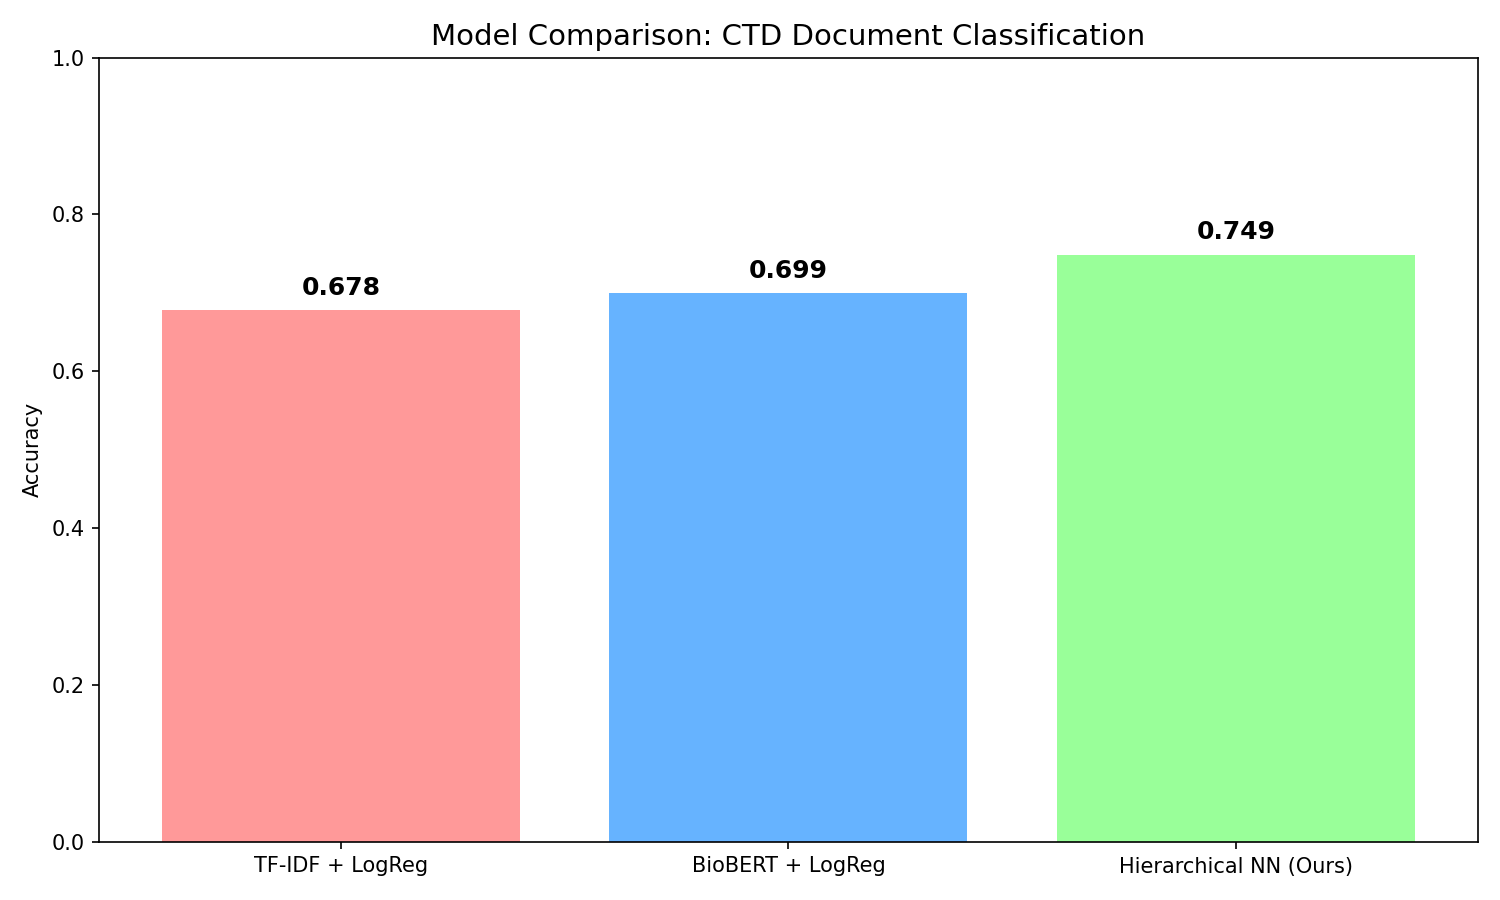 Model Comparison: CTD Document Classification
1.0
0.8
0.6
0.4
0.2
0.0
Accuracy
0.678
0.699
0.749
TF-IDF + LogReg
BioBERT + LogReg
Hierarchical NN (Ours)